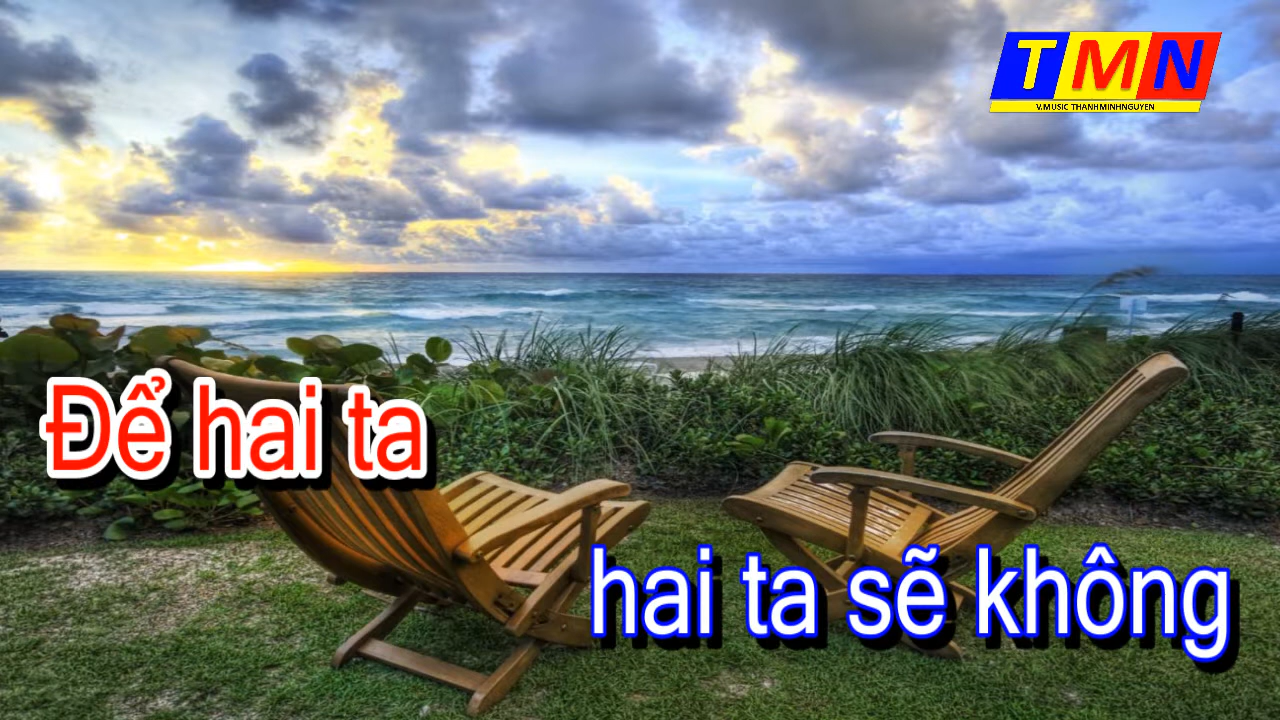 TMN
V.MUSIC THANHMINHNGUYEN
Để hai ta
hai ta sẽ không